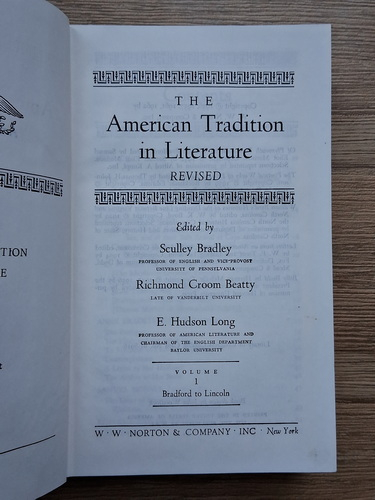 THE
American Tradition
in Literature
REVISED
Edited by
Sculley Bradley
PROFESSOR OF ENGLISH AND VICE-PROVOST
UNIVERSITY OF PENNSYLVANIA
Richmond Croom Beatty
LATE OF VANDERBILT UNIVERSITY
E. Hudson Long
PROFESSOR OF AMERICAN LITERATURE AND
CHAIRMAN OF THE ENGLISH DEPARTMENT
BAYLOR UNIVERSITY
VOLUME
1
Bradford to Lincoln
W · W · NORTON & COMPANY · INC · New York
TION
E